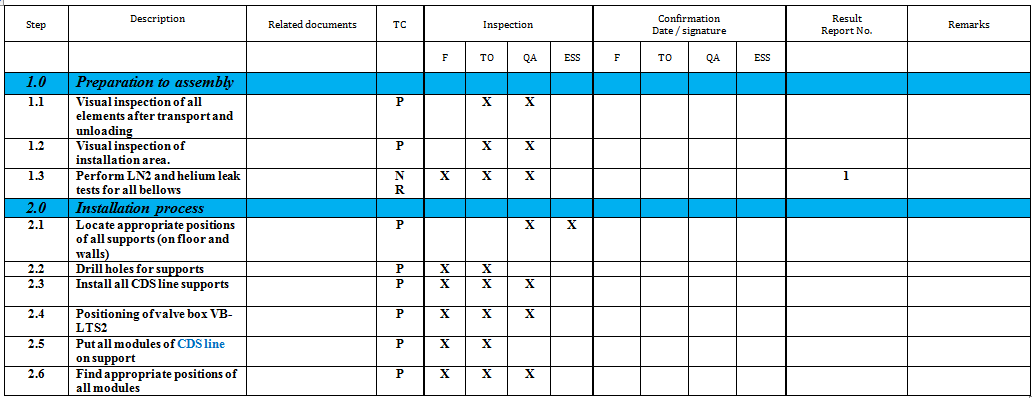 Step Description Related documents TC Inspection Confirmation Date / signature Result Report No. Remarks
F TO QA ESS F TO QA ESS
1.0 Preparation to assembly
1.1 Visual inspection of all P X X
elements after transport and
unloading
1.2 Visual inspection of P X X
installation area.
1.3 Perform LN2 and helium leak N X X X 1
tests for all bellows R
2.0 Installation process
2.1 Locate appropriate positions P X X
of all supports (on floor and
walls)
2.2 Drill holes for supports P X X
2.3 Install all CDS line supports P X X X
2.4 Positioning of valve box VB- P X X X
LTS2
2.5 Put all modules of CDS line P X X
on support
2.6 Find appropriate positions of P X X X
all modules